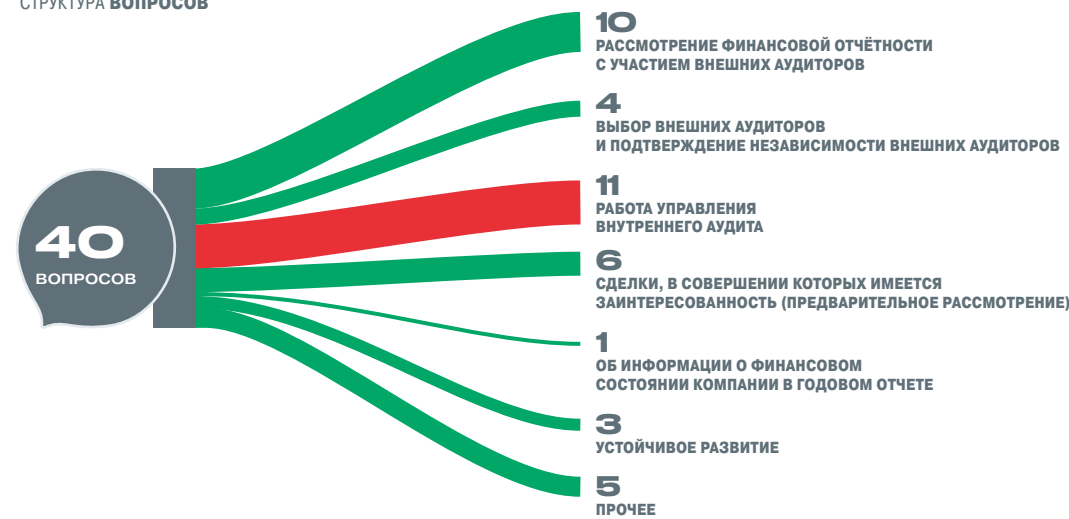 СТРУКТУРА ВОПРОСОВ
40
ВОПРОСОВ
10
РАССМОТРЕНИЕ ФИНАНСОВОЙ ОТЧЁТНОСТИ
С УЧАСТИЕМ ВНЕШНИХ АУДИТОРОВ
4
ВЫБОР ВНЕШНИХ АУДИТОРОВ
И ПОДТВЕРЖДЕНИЕ НЕЗАВИСИМОСТИ ВНЕШНИХ АУДИТОРОВ
11
РАБОТА УПРАВЛЕНИЯ
ВНУТРЕННЕГО АУДИТА
6
СДЕЛКИ, В СОВЕРШЕНИИ КОТОРЫХ ИМЕЕТСЯ
ЗАИНТЕРЕСОВАННОСТЬ (ПРЕДВАРИТЕЛЬНОЕ РАССМОТРЕНИЕ)
1
ОБ ИНФОРМАЦИИ О ФИНАНСОВОМ
СОСТОЯНИИ КОМПАНИИ В ГОДОВОМ ОТЧЕТЕ
3
УСТОЙЧИВОЕ РАЗВИТИЕ
5
ПРОЧЕЕ